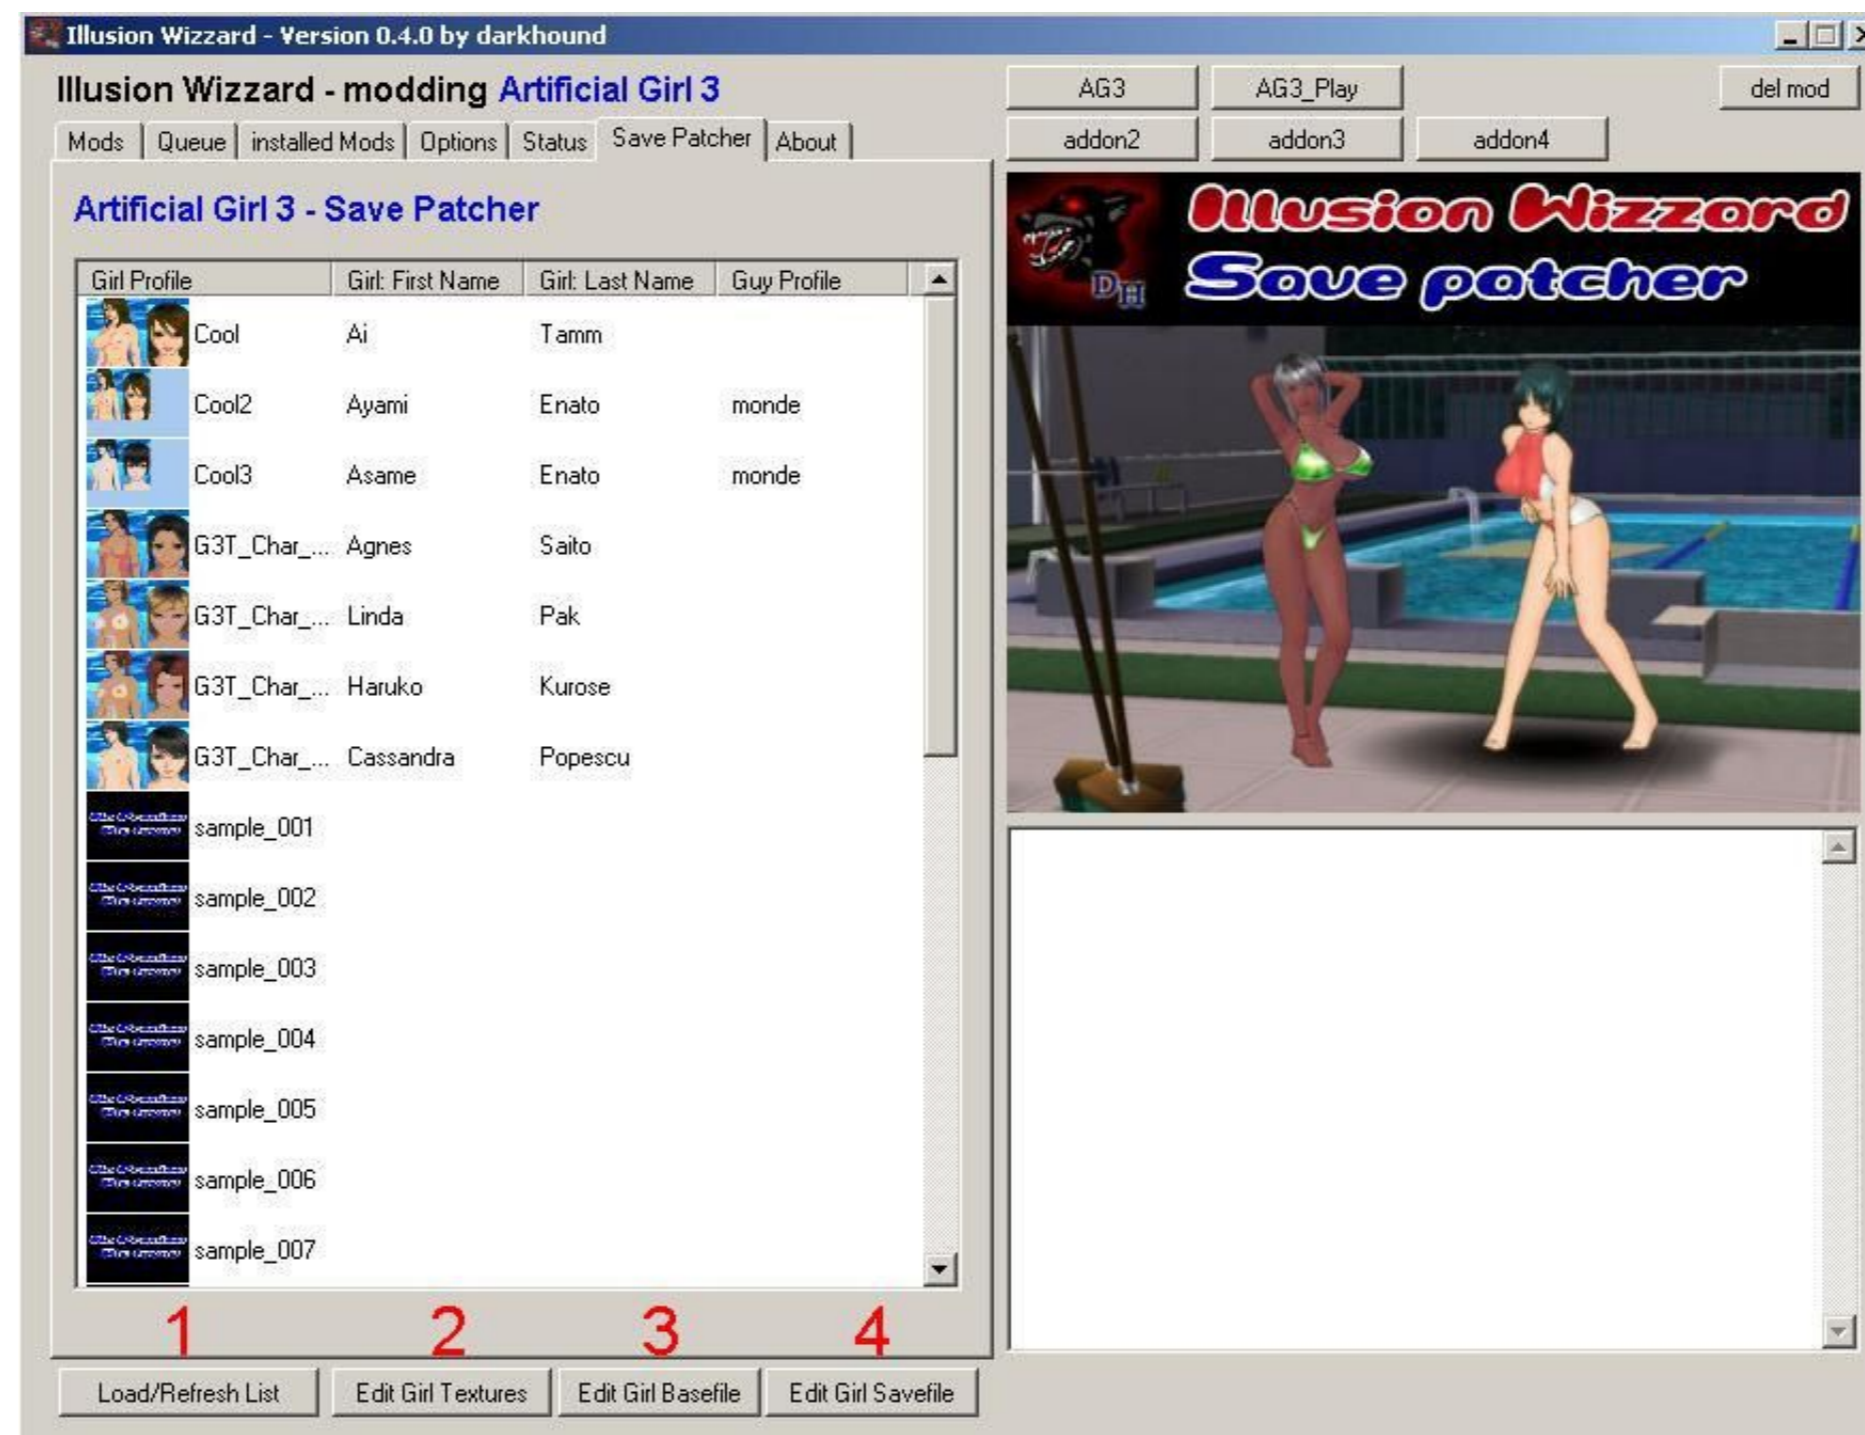 Illusion Wizzard - Version 0.4.0 by darkhound
Illusion Wizzard - modding Artificial Girl 3
AG3 AG3_Play del mod
Mods Queue installed Mods Options Status Save Patcher About
addon2 addon3 addon4
Artificial Girl 3 - Save Patcher
Illusion Wizzard
Save patcher
DH
Girl Profile Girl: First Name Girl: Last Name Guy Profile
Cool Ai Tamm
Cool2 Ayami Enato monde
Cool3 Asame Enato monde
G3T_Char_... Agnes Saito
G3T_Char_... Linda Pak
G3T_Char_... Haruko Kurose
G3T_Char_... Cassandra Popescu
sample_001
sample_002
sample_003
sample_004
sample_005
sample_006
sample_007
1 2 3 4
Load/Refresh List Edit Girl Textures Edit Girl Basefile Edit Girl Savefile